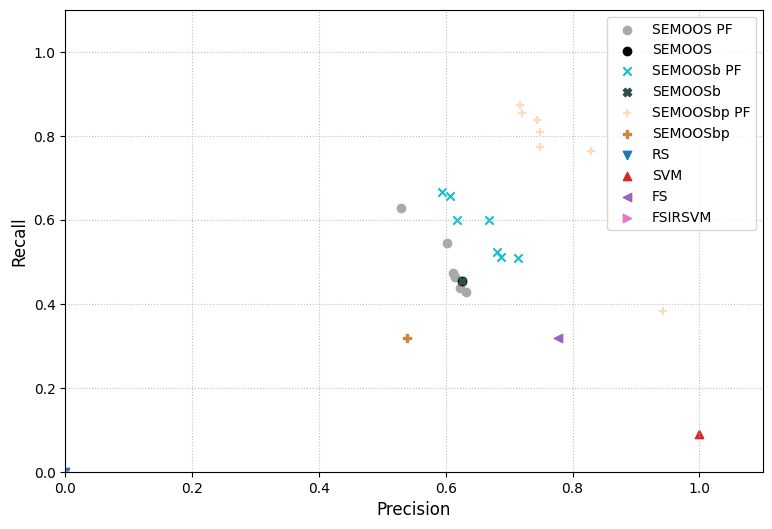 SEMOOS PF
SEMOOS
SEMOOSb PF
SEMOOSb
SEMOOSbp PF
SEMOOSbp
RS
SVM
FS
FSIRSVM
Recall
1.0
0.8
0.6
0.4
0.2
0.0
0.0 0.2 0.4 0.6 0.8 1.0
Precision